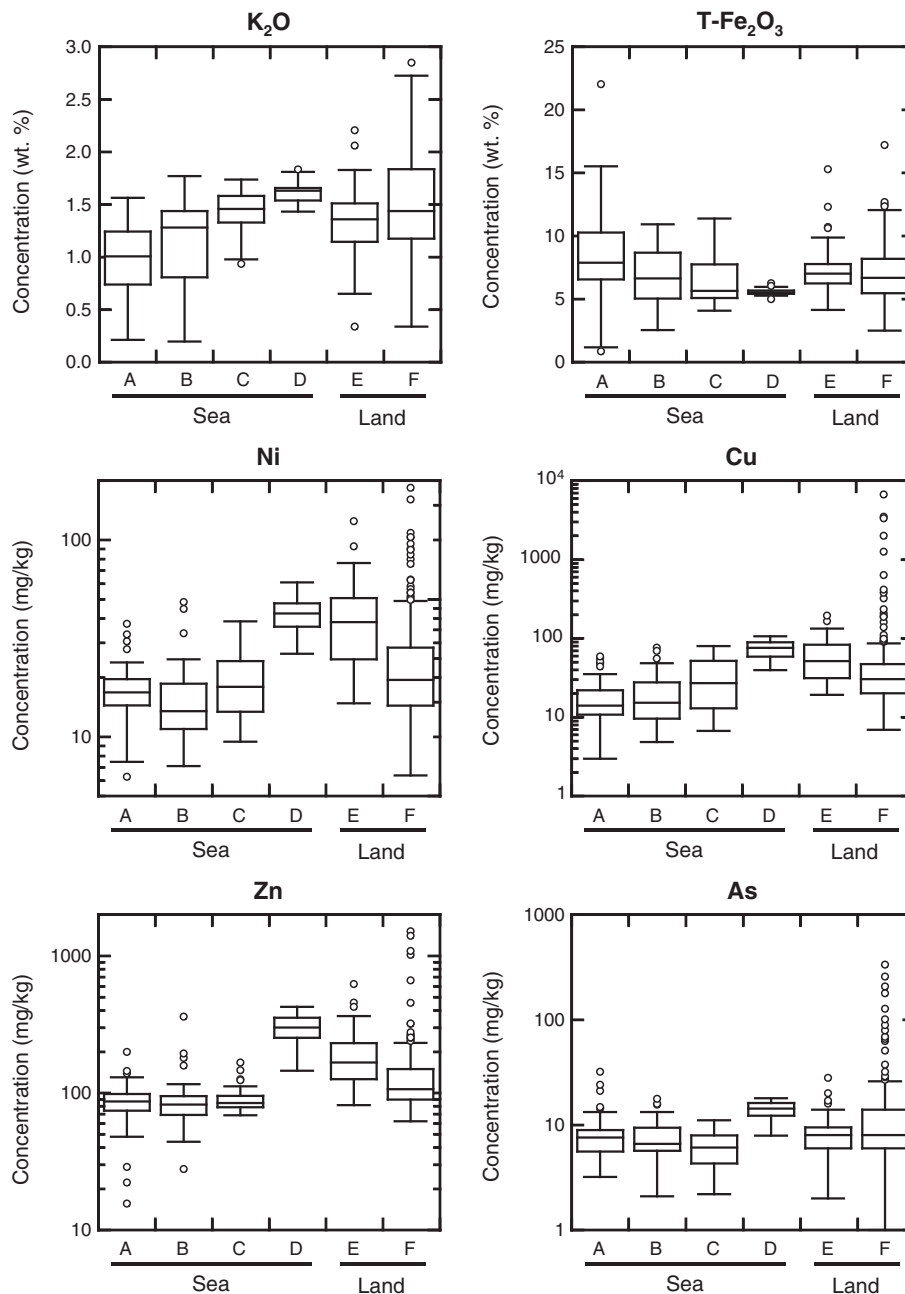 K2O
Concentration (wt. %)
3.0
2.5
2.0
1.5
1.0
0.5
0.0
A B C D E F
Sea Land
T-Fe2O3
Concentration (wt. %)
25
20
15
10
5
0
A B C D E F
Sea Land
Ni
Concentration (mg/kg)
100
10
A B C D E F
Sea Land
Cu
Concentration (mg/kg)
10^4
1000
100
10
1
A B C D E F
Sea Land
Zn
Concentration (mg/kg)
1000
100
10
A B C D E F
Sea Land
As
Concentration (mg/kg)
1000
100
10
1
A B C D E F
Sea Land